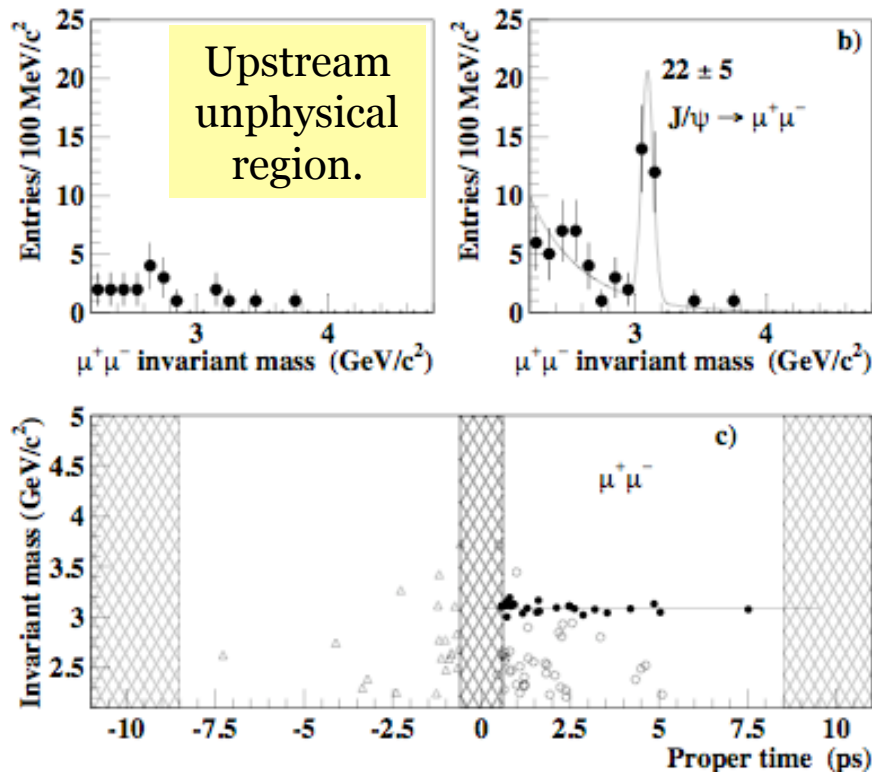 25
20
15
10
5
0
Entries/ 100 MeV/c²
Upstream
unphysical
region.
3
4
μ⁺μ⁻ invariant mass (GeV/c²)
25
20
15
10
5
0
Entries/ 100 MeV/c²
b)
22 ± 5
J/ψ → μ⁺μ⁻
3
4
μ⁺μ⁻ invariant mass (GeV/c²)
5
4.5
4
3.5
3
2.5
Invariant mass (GeV/c²)
c)
μ⁺μ⁻
-10
-7.5
-5
-2.5
0
2.5
5
7.5
10
Proper time (ps)